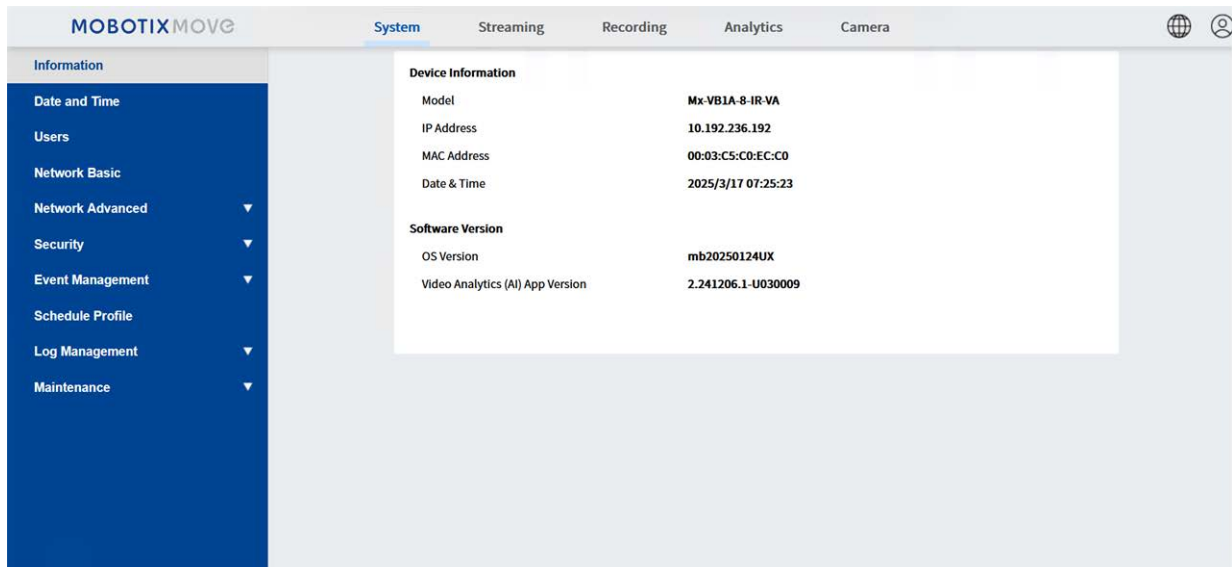 MOBOTIXMOVE
System Streaming Recording Analytics Camera
Information
Date and Time
Users
Network Basic
Network Advanced
Security
Event Management
Schedule Profile
Log Management
Maintenance
Device Information
Model Mx-VB1A-8-IR-VA
IP Address 10.192.236.192
MAC Address 00:03:C5:C0:EC:C0
Date & Time 2025/3/17 07:25:23
Software Version
OS Version mb20250124UX
Video Analytics (AI) App Version 2.241206.1-U030009